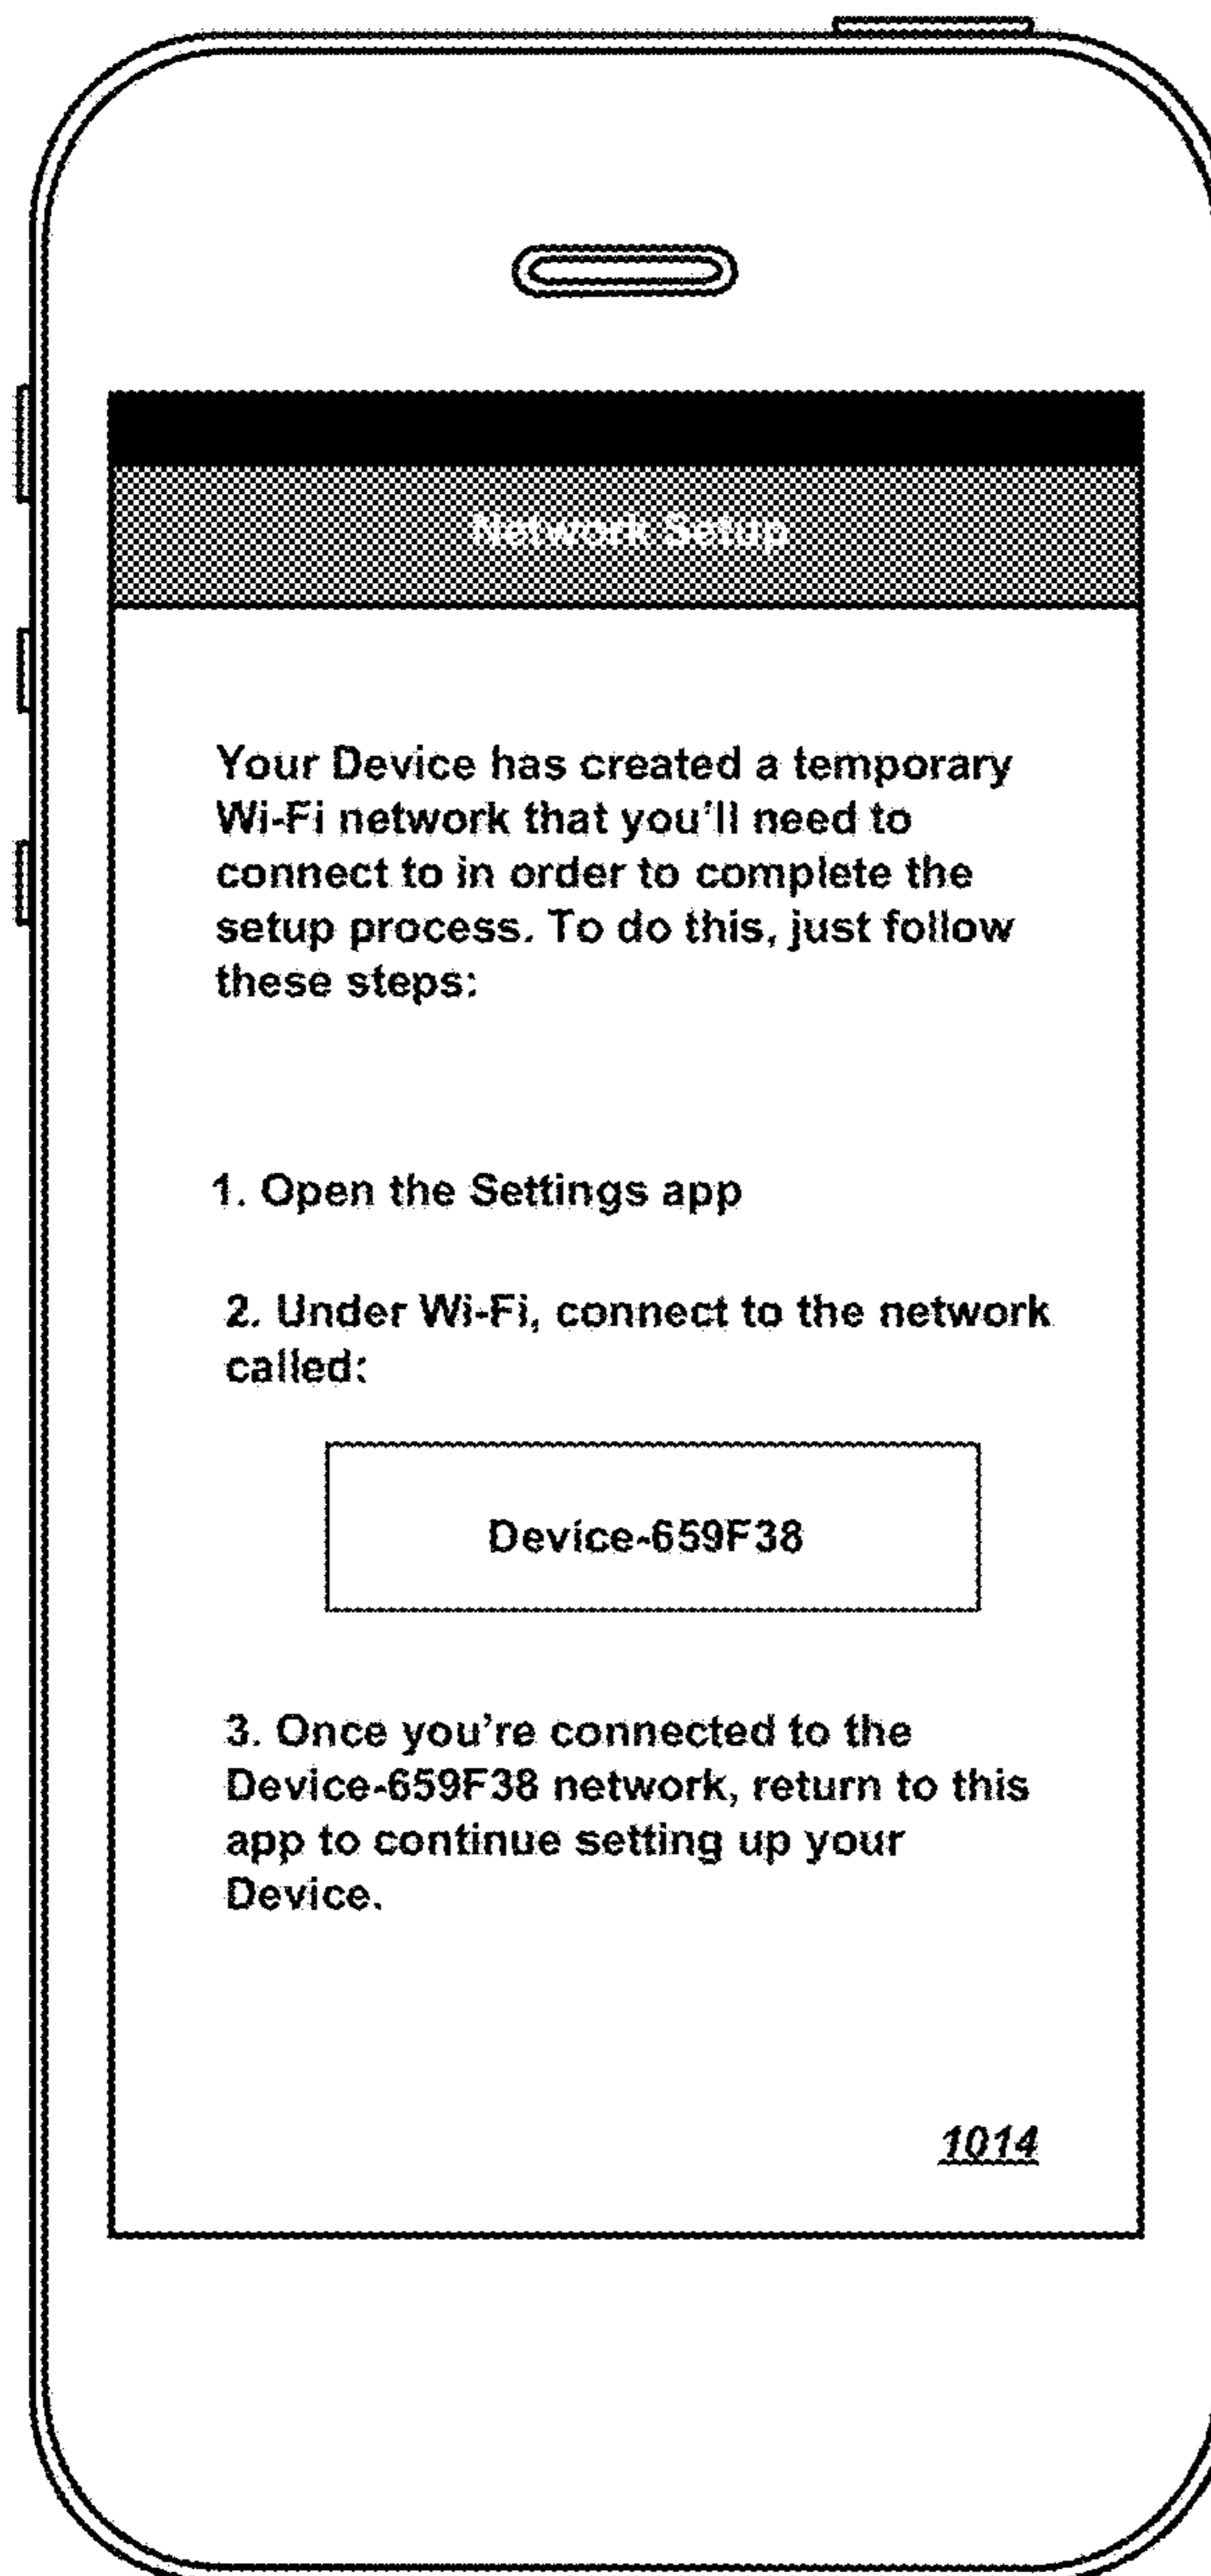 Network Setup
Your Device has created a temporary
Wi-Fi network that you'll need to
connect to in order to complete the
setup process. To do this, just follow
these steps:
1. Open the Settings app
2. Under Wi-Fi, connect to the network
called:
Device-659F38
3. Once you're connected to the
Device-659F38 network, return to this
app to continue setting up your
Device.
1014